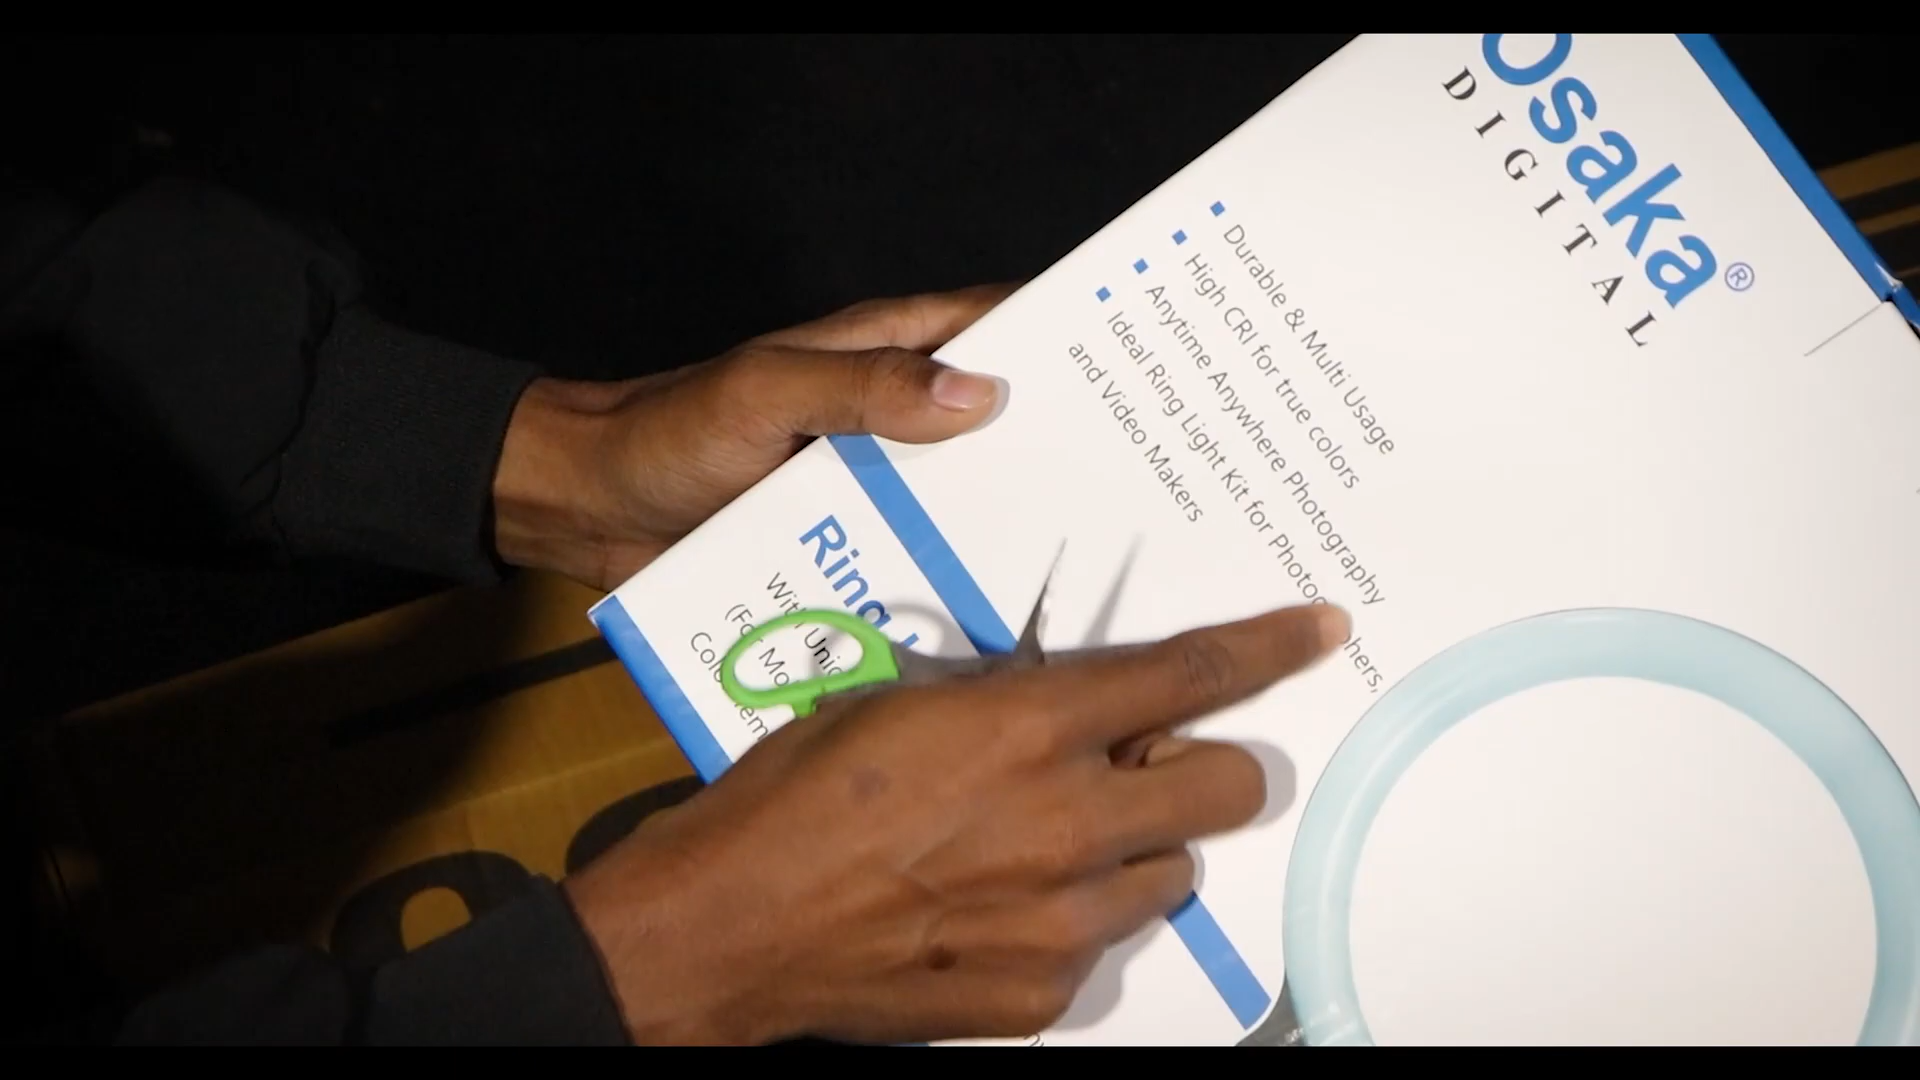 Osaka®
DIGITAL
Durable & Multi Usage
High CRI for true colors
Anytime Anywhere Photography
Ideal Ring Light Kit for
and Video Makers
Ring